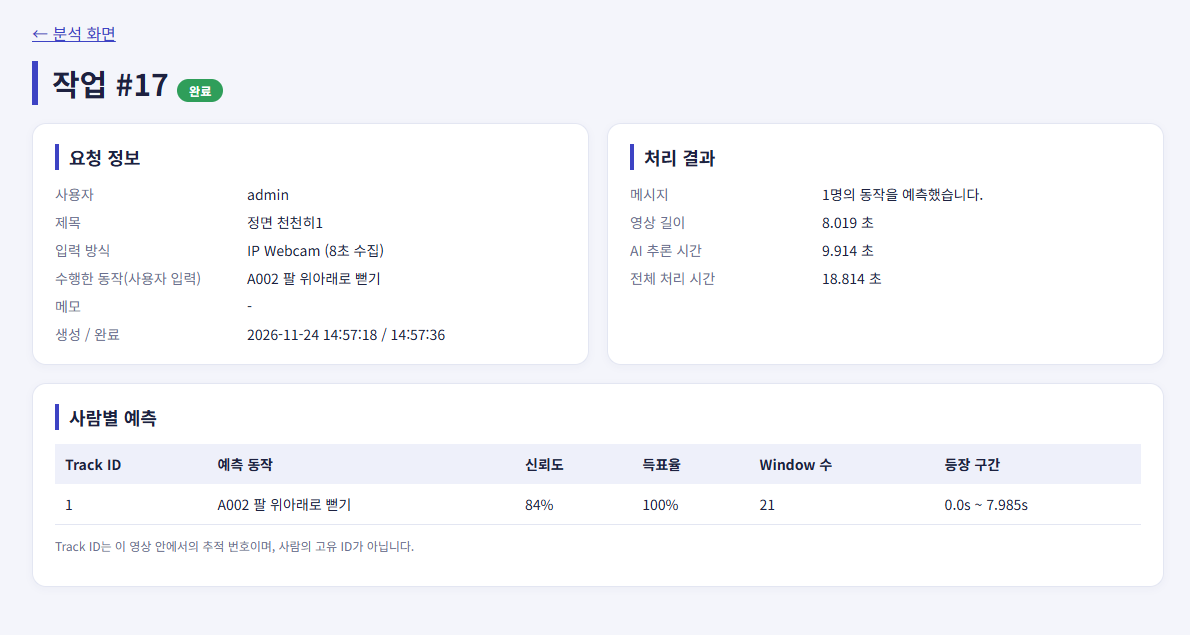 ← 분석 화면
작업 #17 완료
요청 정보
사용자 admin
제목 정면 천천히1
입력 방식 IP Webcam (8초 수집)
수행한 동작(사용자 입력) A002 팔 위아래로 뻗기
메모 -
생성 / 완료 2026-11-24 14:57:18 / 14:57:36
처리 결과
메시지 1명의 동작을 예측했습니다.
영상 길이 8.019 초
AI 추론 시간 9.914 초
전체 처리 시간 18.814 초
사람별 예측
Track ID 예측 동작 신뢰도 득표율 Window 수 등장 구간
1 A002 팔 위아래로 뻗기 84% 100% 21 0.0s ~ 7.985s
Track ID는 이 영상 안에서의 추적 번호이며, 사람의 고유 ID가 아닙니다.